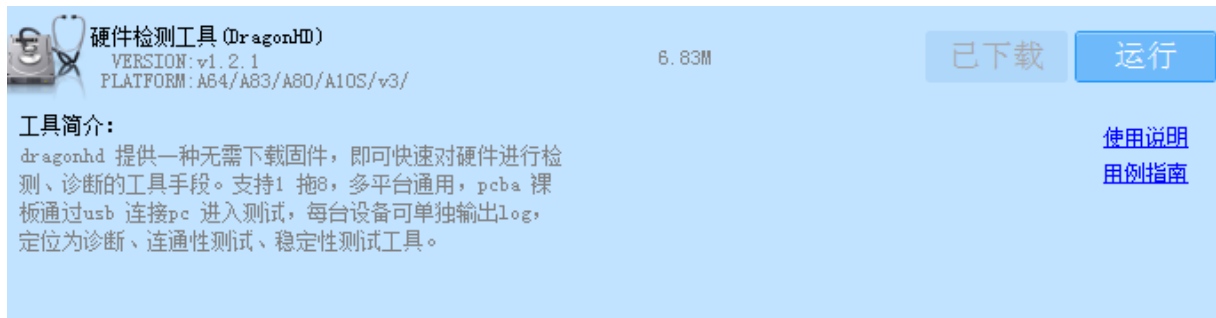 硬件检测工具(DragonHD)
VERSION:v1.2.1
PLATFORM:A64/A83/A80/A10S/v3/
6.83M
已下载
运行
工具简介:
dragonhd 提供一种无需下载固件，即可快速对硬件进行检
测、诊断的工具手段。支持1 拖8，多平台通用，pcba 裸
板通过usb 连接pc 进入测试，每台设备可单独输出log，
定位为诊断、连通性测试、稳定性测试工具。
使用说明
用例指南